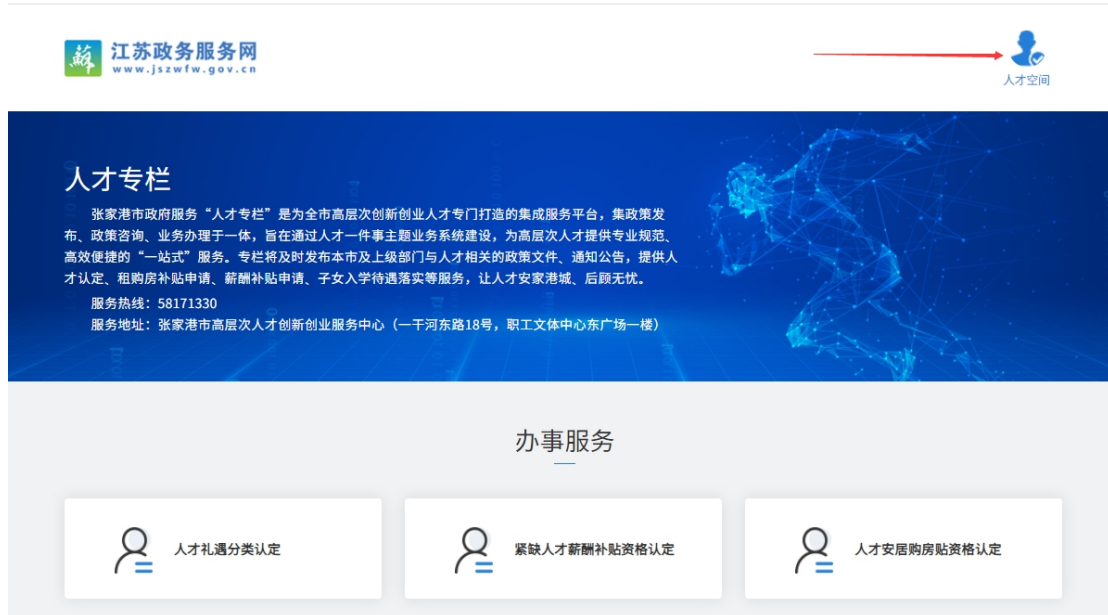 江苏政务服务网
www.jszwfw.gov.cn
人才空间
人才专栏
张家港市政府服务“人才专栏”是为全市高层次创新创业人才专门打造的集成服务平台，集政策发
布、政策咨询、业务办理于一体，旨在通过人才一件事主题业务系统建设，为高层次人才提供专业规范、
高效便捷的“一站式”服务。专栏将及时发布本市及上级部门与人才相关的政策文件、通知公告，提供人
才认定、租购房补贴申请、薪酬补贴申请、子女入学待遇落实等服务，让人才安家港城、后顾无忧。
服务热线：58171330
服务地址：张家港市高层次人才创新创业服务中心（一干河东路18号，职工文体中心东广场一楼）
办事服务
人才礼遇分类认定
紧缺人才薪酬补贴资格认定
人才安居购房贴资格认定